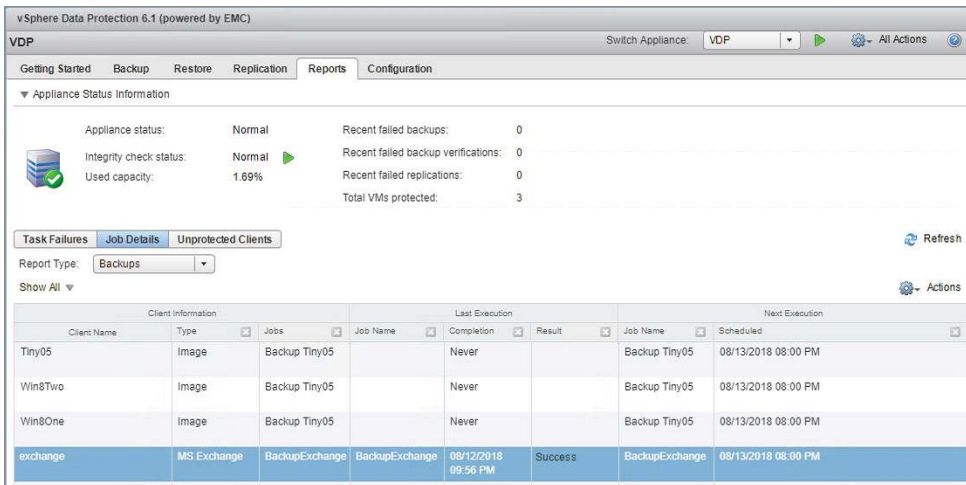 vSphere Data Protection 6.1 (powered by EMC)
VDP Switch Appliance: VDP All Actions
Getting Started Backup Restore Replication Reports Configuration
Appliance Status Information
Appliance status: Normal Recent failed backups: 0
Integrity check status: Normal Recent failed backup verifications: 0
Used capacity: 1.69% Recent failed replications: 0
Total VMs protected: 3
Task Failures Job Details Unprotected Clients Refresh
Report Type: Backups
Show All Actions
Client Information Last Execution Next Execution
Client Name Type Jobs Job Name Completion Result Job Name Scheduled
Tiny05 Image Backup Tiny05 Never Backup Tiny05 08/13/2018 08:00 PM
Win8Two Image Backup Tiny05 Never Backup Tiny05 08/13/2018 08:00 PM
Win8One Image Backup Tiny05 Never Backup Tiny05 08/13/2018 08:00 PM
exchange MS Exchange BackupExchange BackupExchange 08/12/2018 Success BackupExchange 08/13/2018 08:00 PM
09:56 PM